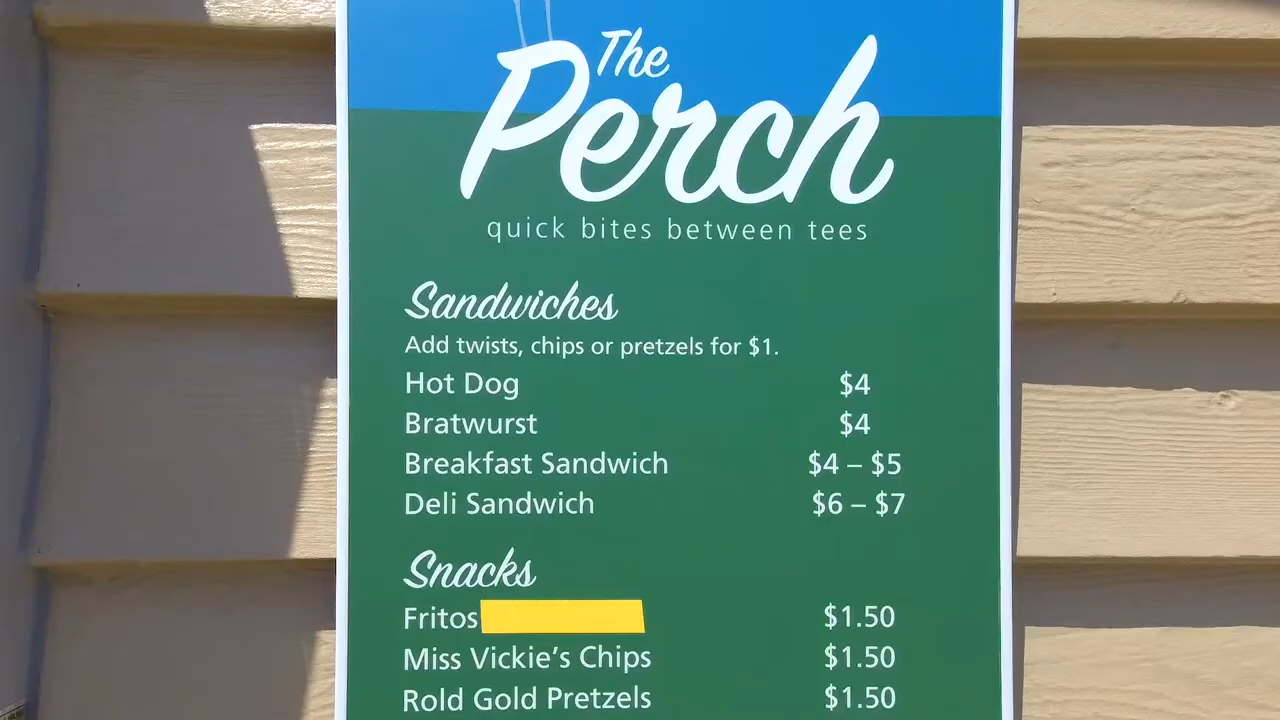 The
Perch
quick bites between tees
Sandwiches
Add twists, chips or pretzels for $1.
Hot Dog $4
Bratwurst $4
Breakfast Sandwich $4 – $5
Deli Sandwich $6 – $7
Snacks
Fritos $1.50
Miss Vickie's Chips $1.50
Rold Gold Pretzels $1.50